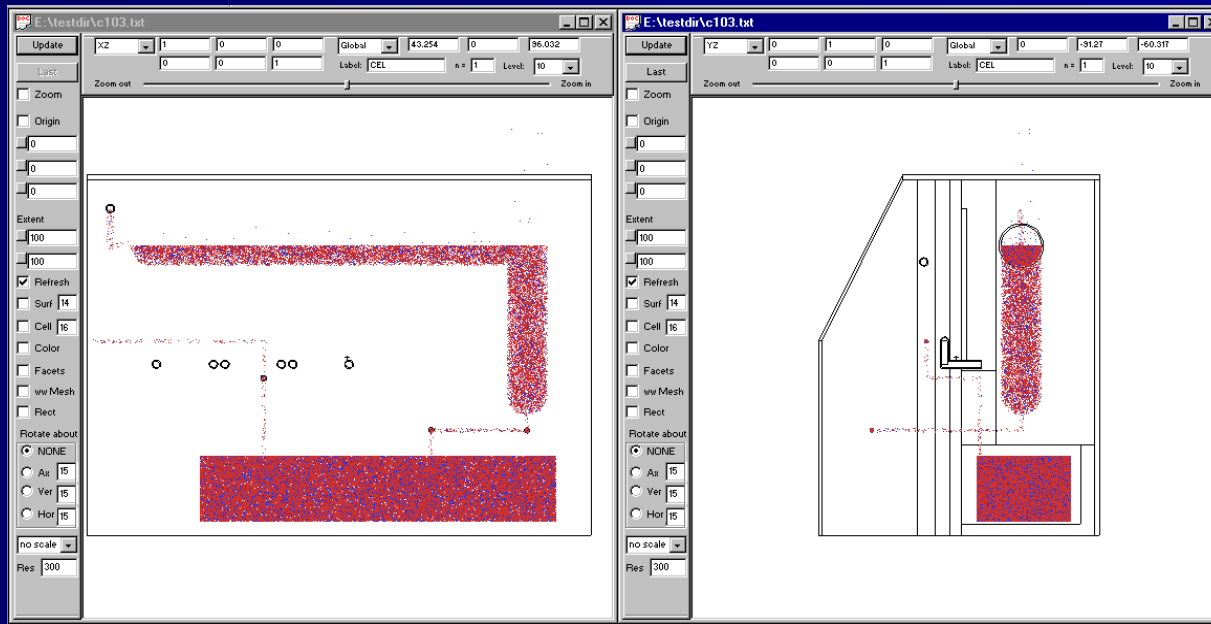 E:\testdir\c103.txt
Update XZ 1 0 0 Global 43.254 0 96.032
Last 0 0 1 Label: CEL n = 1 Level: 10
Zoom Zoom out Zoom in
Origin
0
0
0
Extent
100
100
Refresh
Surf 14
Cell 16
Color
Facets
ww Mesh
Rect
Rotate about
NONE
Ax 15
Ver 15
Hor 15
no scale
Res 300
E:\testdir\c103.txt
Update YZ 0 1 0 Global 0 -91.27 -60.317
Last 0 0 1 Label: CEL n = 1 Level: 10
Zoom Zoom out Zoom in
Origin
0
0
0
Extent
100
100
Refresh
Surf 14
Cell 16
Color
Facets
ww Mesh
Rect
Rotate about
NONE
Ax 15
Ver 15
Hor 15
no scale
Res 300